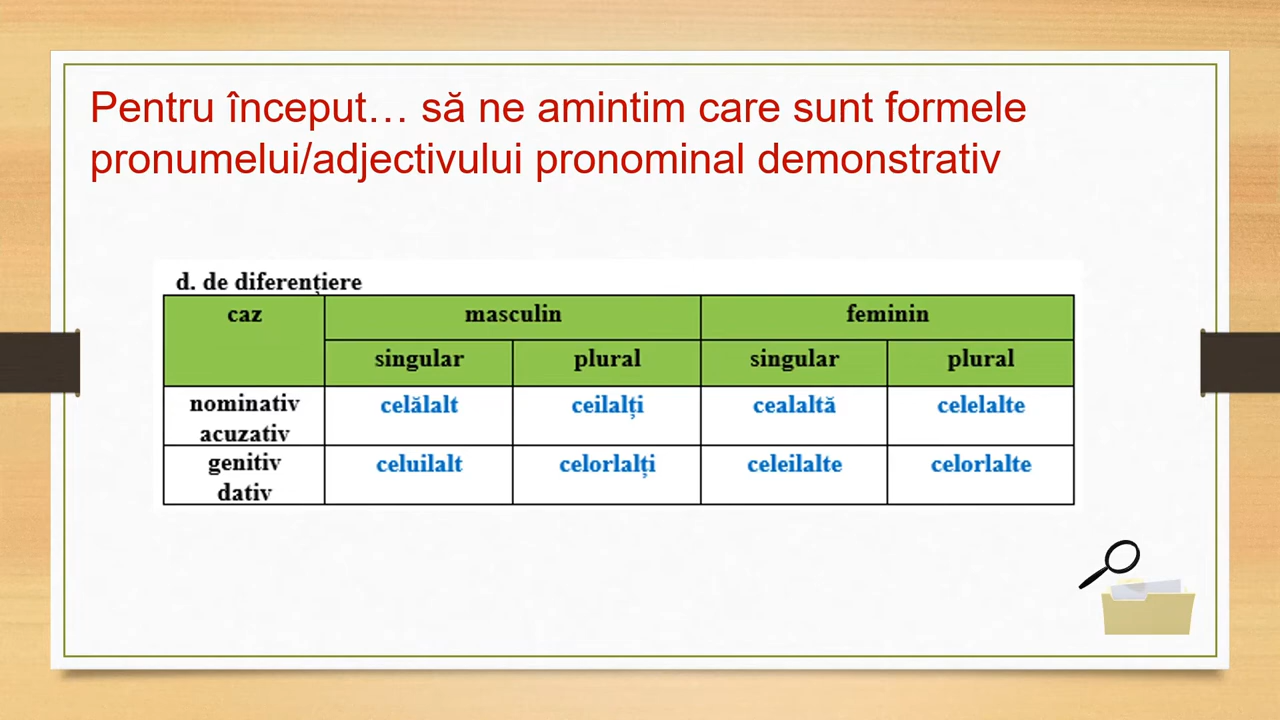 Pentru început… să ne amintim care sunt formele
pronumelui/adjectivului pronominal demonstrativ
d. de diferențiere
caz masculin feminin
singular plural singular plural
nominativ celălalt ceilalți cealaltă celelalte
acuzativ
genitiv celuilalt celorlalți celeilalte celorlalte
dativ